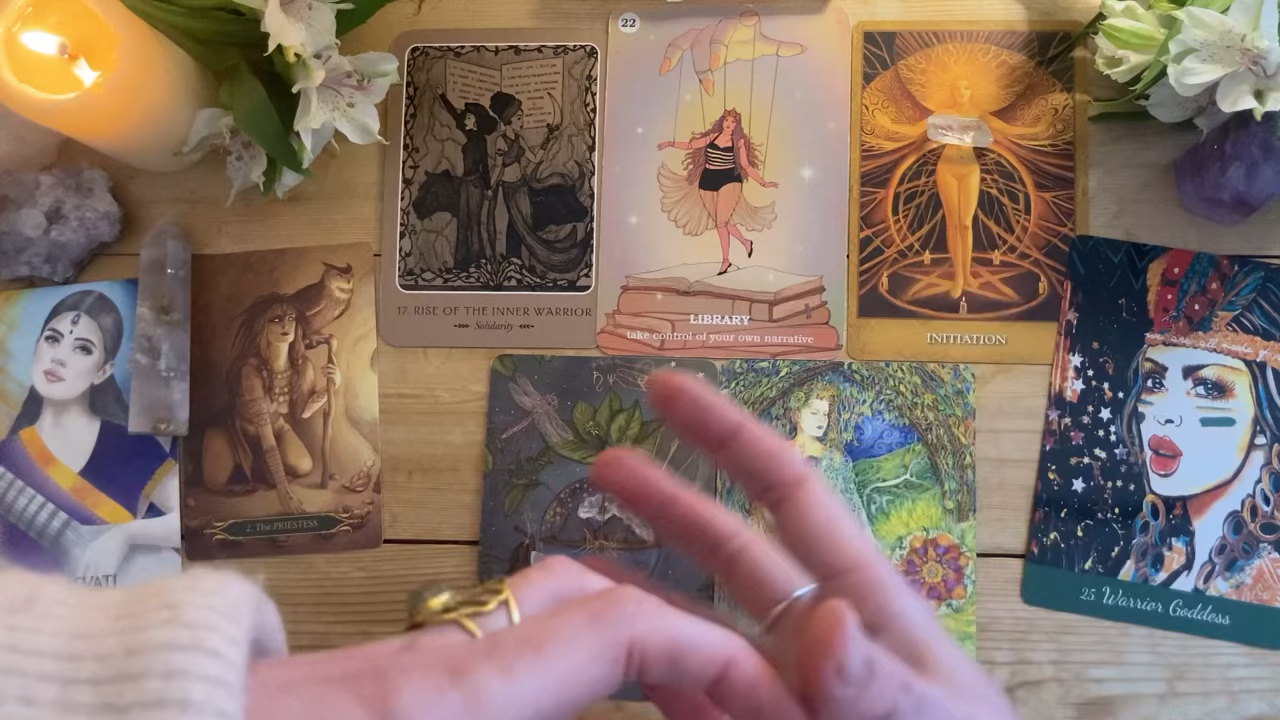 22
17. RISE OF THE INNER WARRIOR
Solidarity
LIBRARY
take control of your own narrative
INITIATION
2. The PRIESTESS
VATI
25. Warrior Goddess